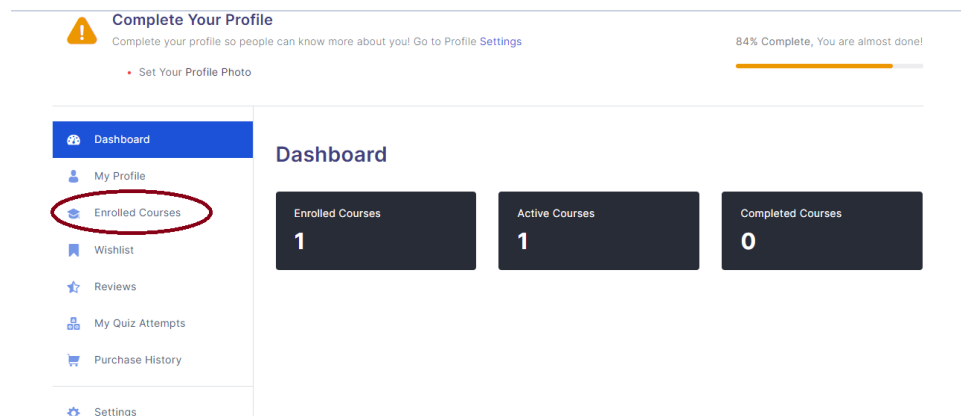 Complete Your Profile
Complete your profile so people can know more about you! Go to Profile Settings
84% Complete, You are almost done!
Set Your Profile Photo
Dashboard
My Profile
Enrolled Courses
Wishlist
Reviews
My Quiz Attempts
Purchase History
Settings
Dashboard
Enrolled Courses
1
Active Courses
1
Completed Courses
0